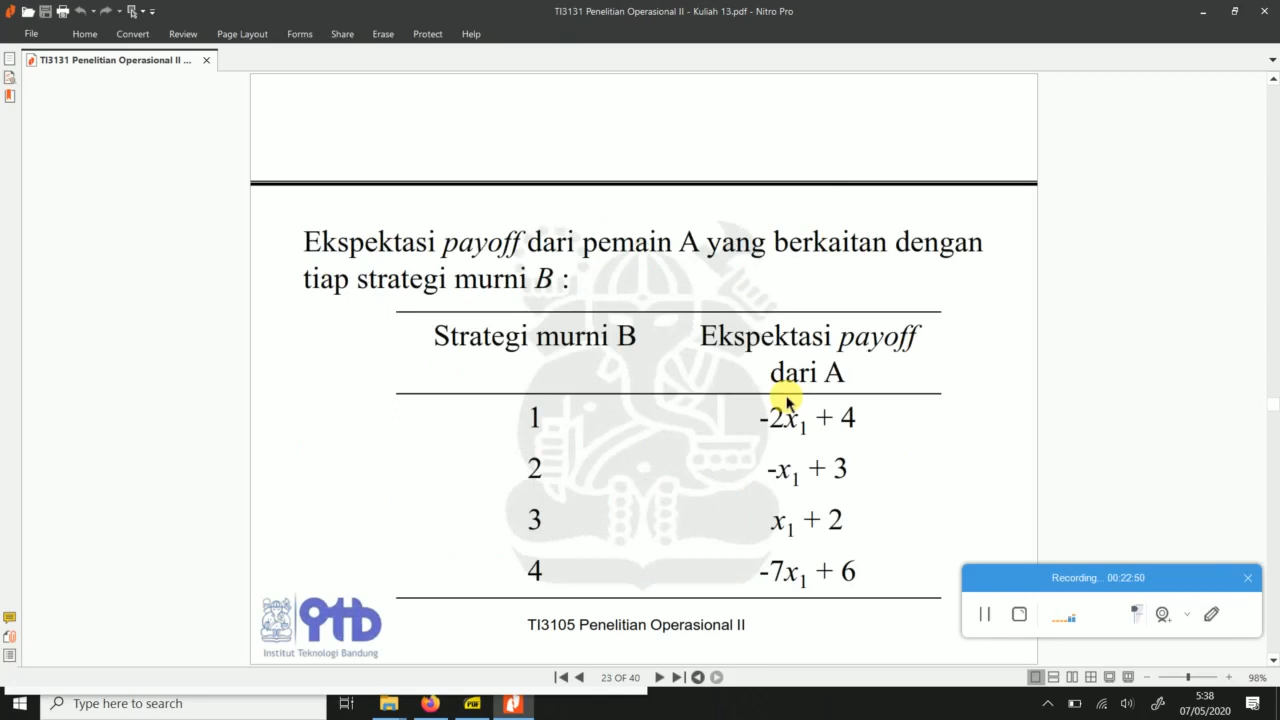 TI3131 Penelitian Operasional II - Kuliah 13.pdf - Nitro Pro
File Home Convert Review Page Layout Forms Share Erase Protect Help
TI3131 Penelitian Operasional II ...
Ekspektasi payoff dari pemain A yang berkaitan dengan
tiap strategi murni B :
Strategi murni B Ekspektasi payoff
dari A
1 -2x₁ + 4
2 -x₁ + 3
3 x₁ + 2
4 -7x₁ + 6
Recording... 00:22:50
TI3105 Penelitian Operasional II
Institut Teknologi Bandung
23 OF 40
98%
Type here to search
PDF
5:38
07/05/2020